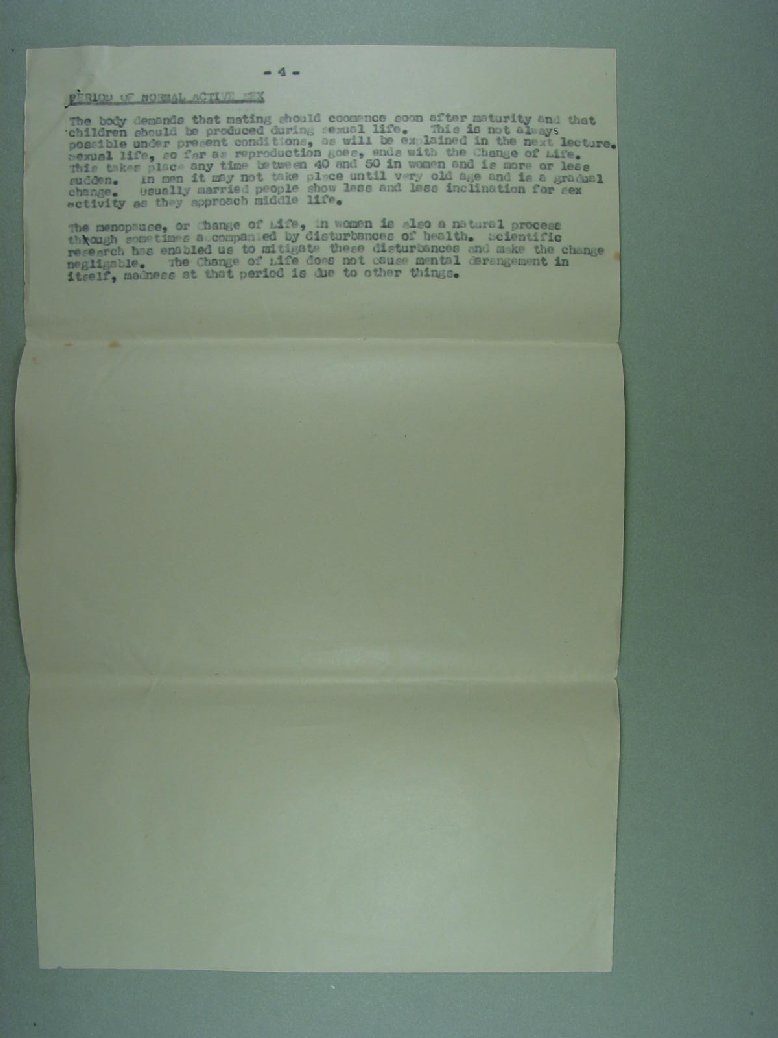 - 4 -
PERIOD OF NORMAL ACTIVE SEX
The body demands that mating should coomence soon after maturity and that
children should be produced during sexual life. This is not always
possible under present conditions, as will be explained in the next lecture.
Sexual life, so far as reproduction goes, ends with the Change of Life.
This takes place any time between 40 and 50 in women and is more or less
sudden. In men it may not take place until very old age and is a gradual
change. Usually married people show less and less inclination for sex
activity as they approach middle life.
The menopause, or Change of Life, in women is also a natural process
though sometimes accompanied by disturbances of health. Scientific
research has enabled us to mitigate these disturbances and make the change
negligable. The Change of Life does not cause mental derangement in
itself, madness at that period is due to other things.